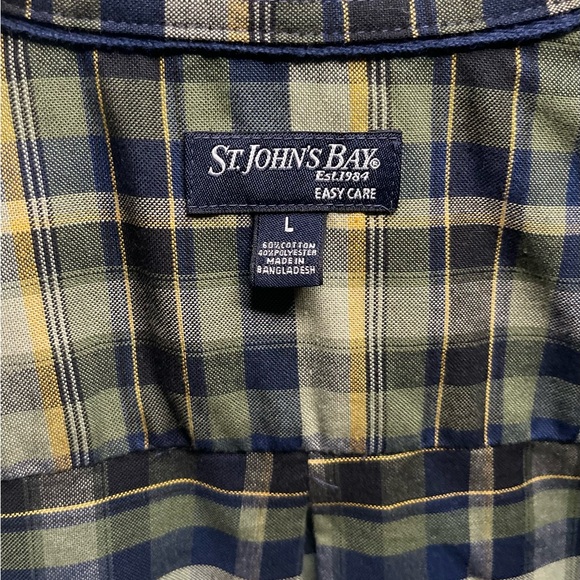 ST. JOHN'S BAY®
Est.1984
EASY CARE
L
60% COTTON
40% POLYESTER
MADE IN
BANGLADESH